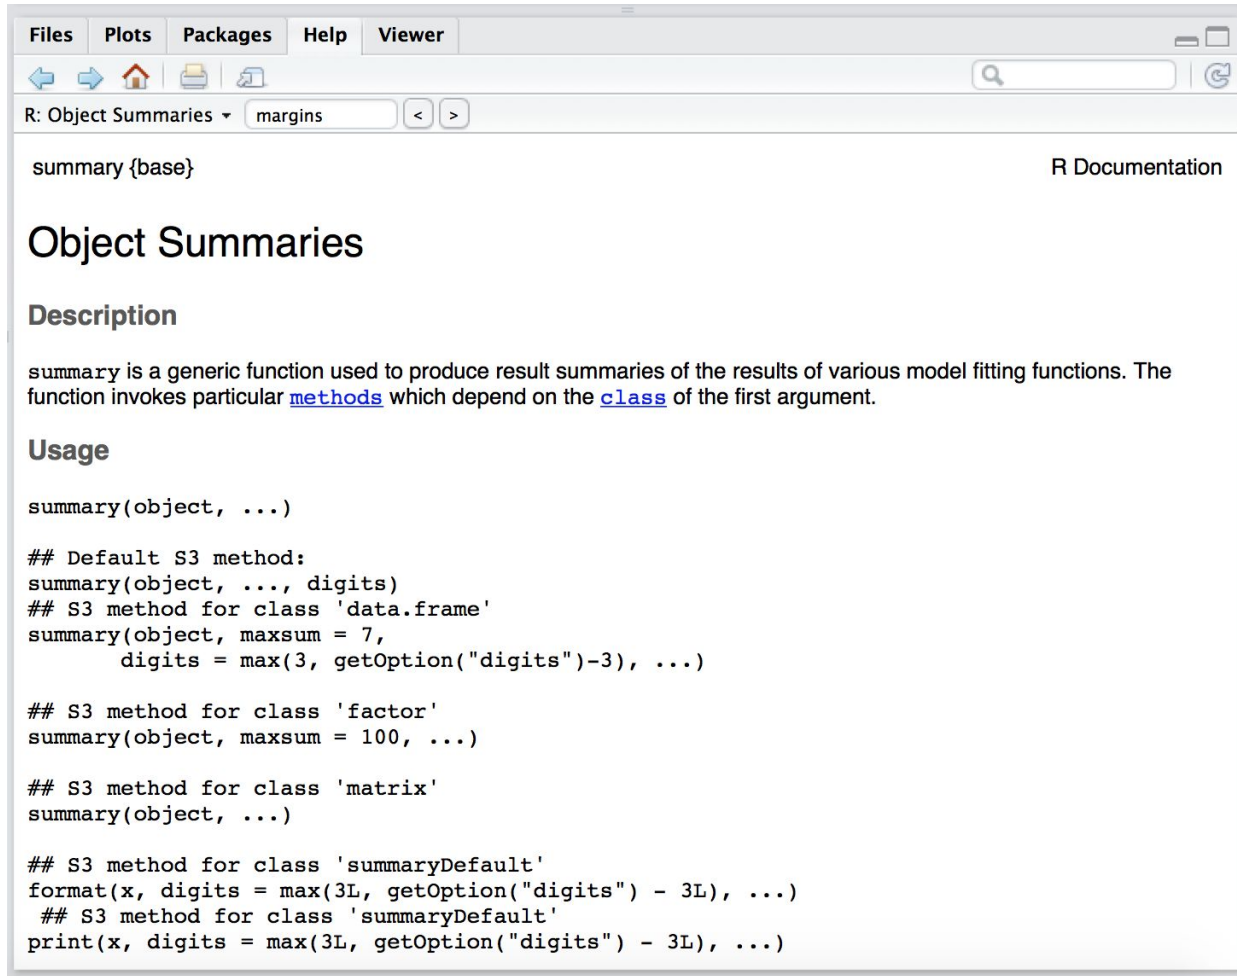 Files Plots Packages Help Viewer
R: Object Summaries margins < >
summary {base} R Documentation
Object Summaries
Description
summary is a generic function used to produce result summaries of the results of various model fitting functions. The
function invokes particular methods which depend on the class of the first argument.
Usage
summary(object, ...)
## Default S3 method:
summary(object, ..., digits)
## S3 method for class 'data.frame'
summary(object, maxsum = 7,
       digits = max(3, getOption("digits")-3), ...)
## S3 method for class 'factor'
summary(object, maxsum = 100, ...)
## S3 method for class 'matrix'
summary(object, ...)
## S3 method for class 'summaryDefault'
format(x, digits = max(3L, getOption("digits") - 3L), ...)
 ## S3 method for class 'summaryDefault'
print(x, digits = max(3L, getOption("digits") - 3L), ...)